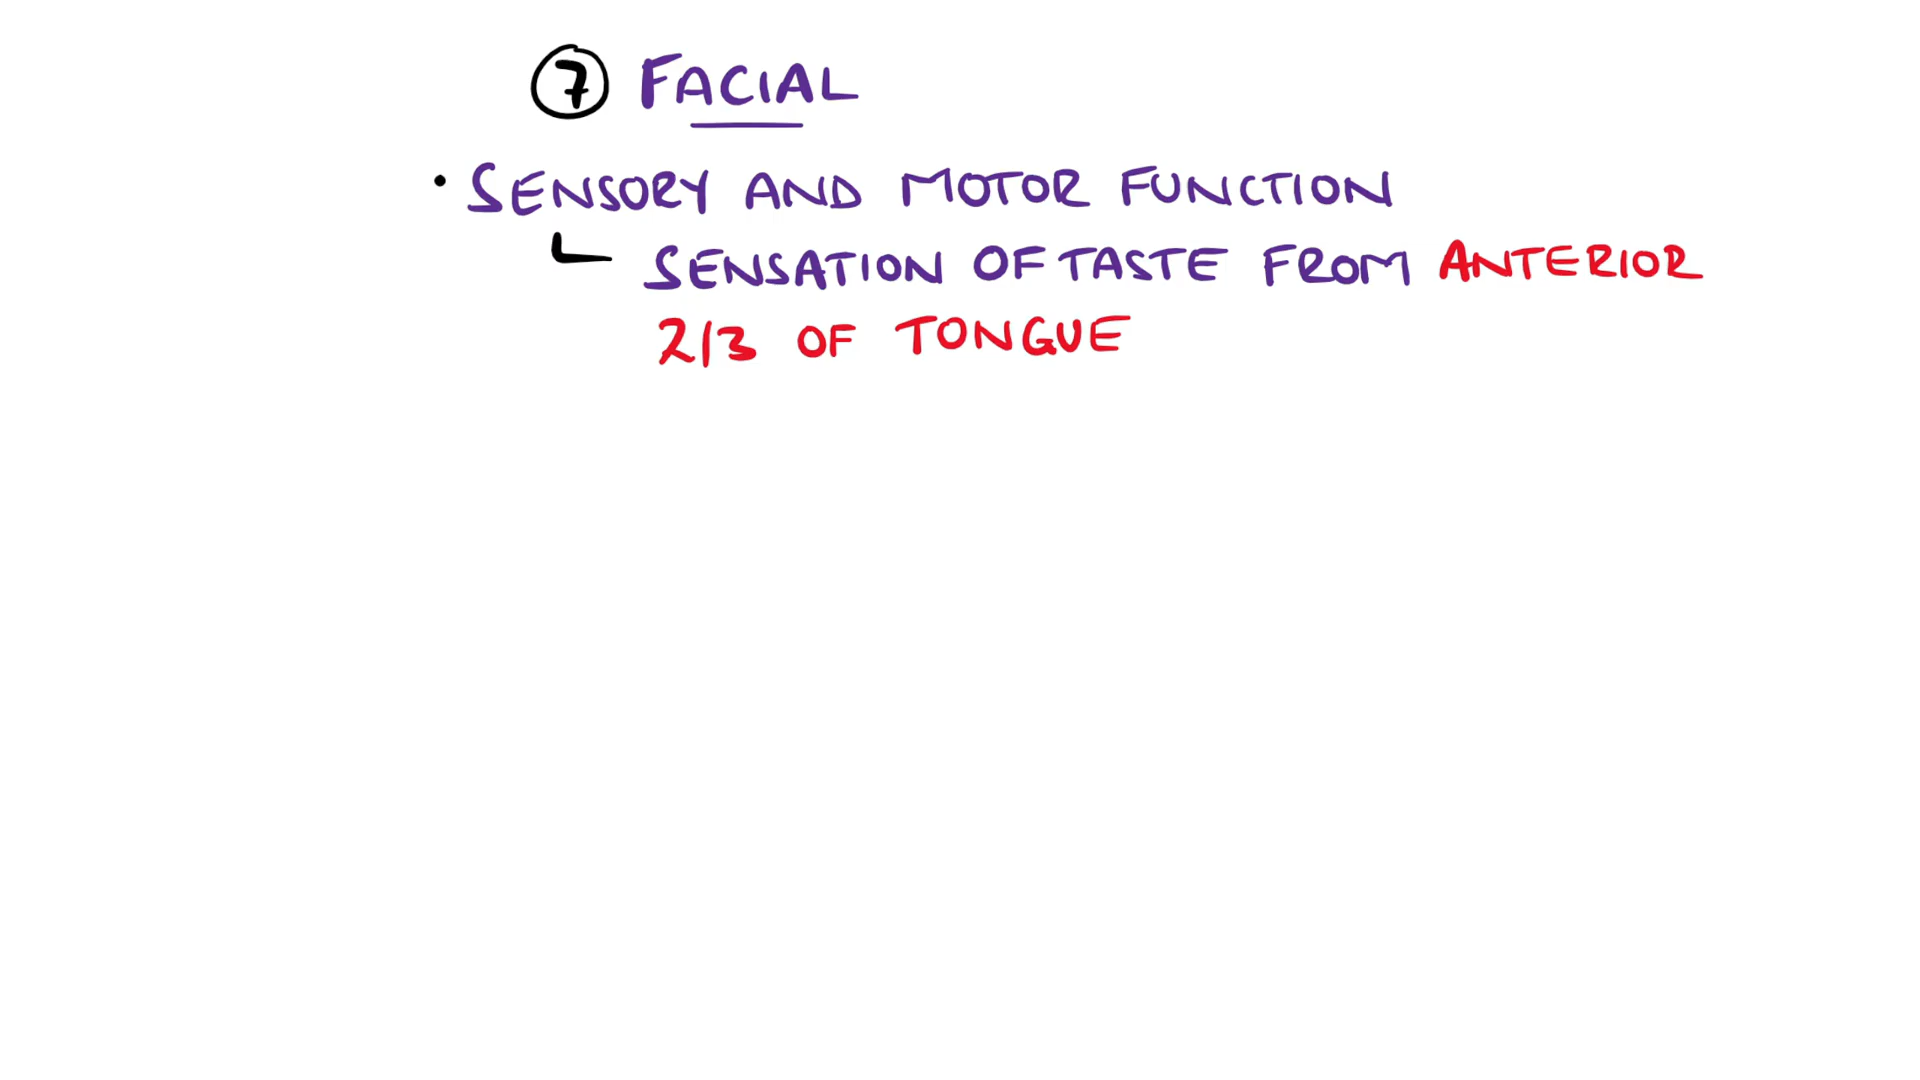 7 FACIAL
• SENSORY AND MOTOR FUNCTION
SENSATION OF TASTE FROM ANTERIOR
2/3 OF TONGUE